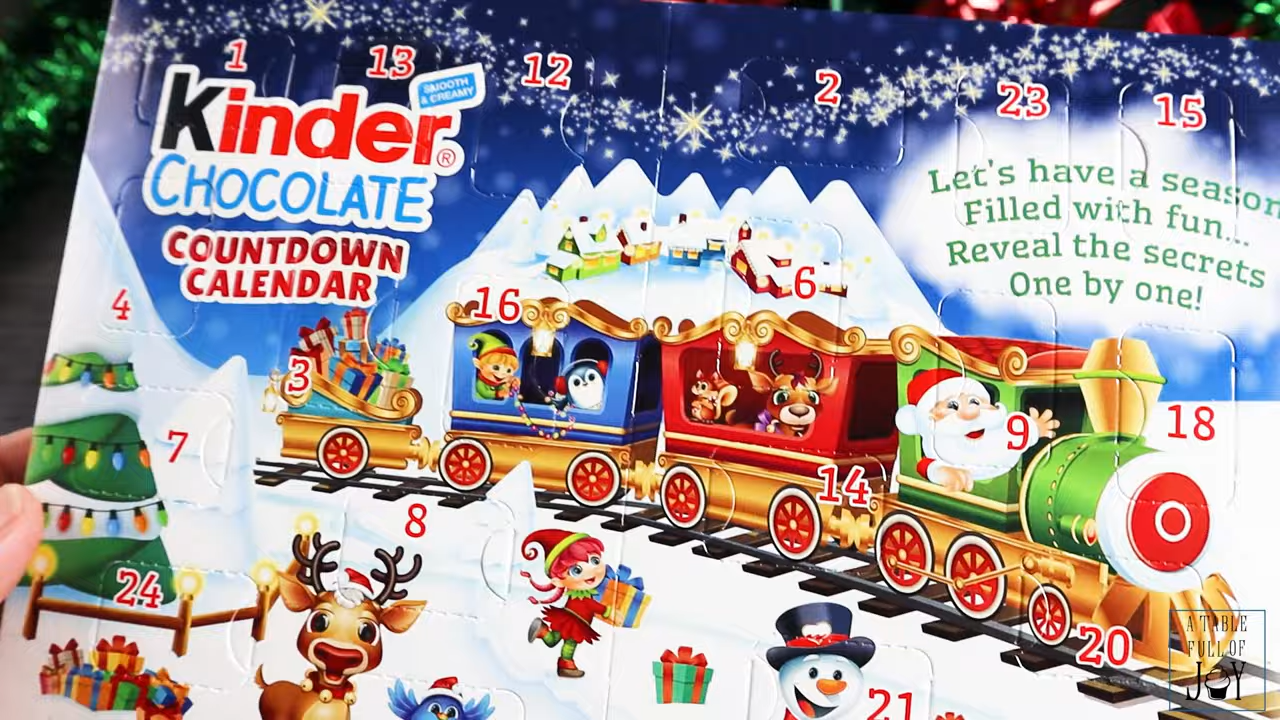 1
13
12
2
23
15
SMOOTH
& CREAMY
Kinder®
CHOCOLATE
COUNTDOWN
CALENDAR
Let's have a season
Filled with fun...
Reveal the secrets
One by one!
4
16
6
3
9
18
7
14
8
24
20
21
A TABLE
FULL OF
JOY